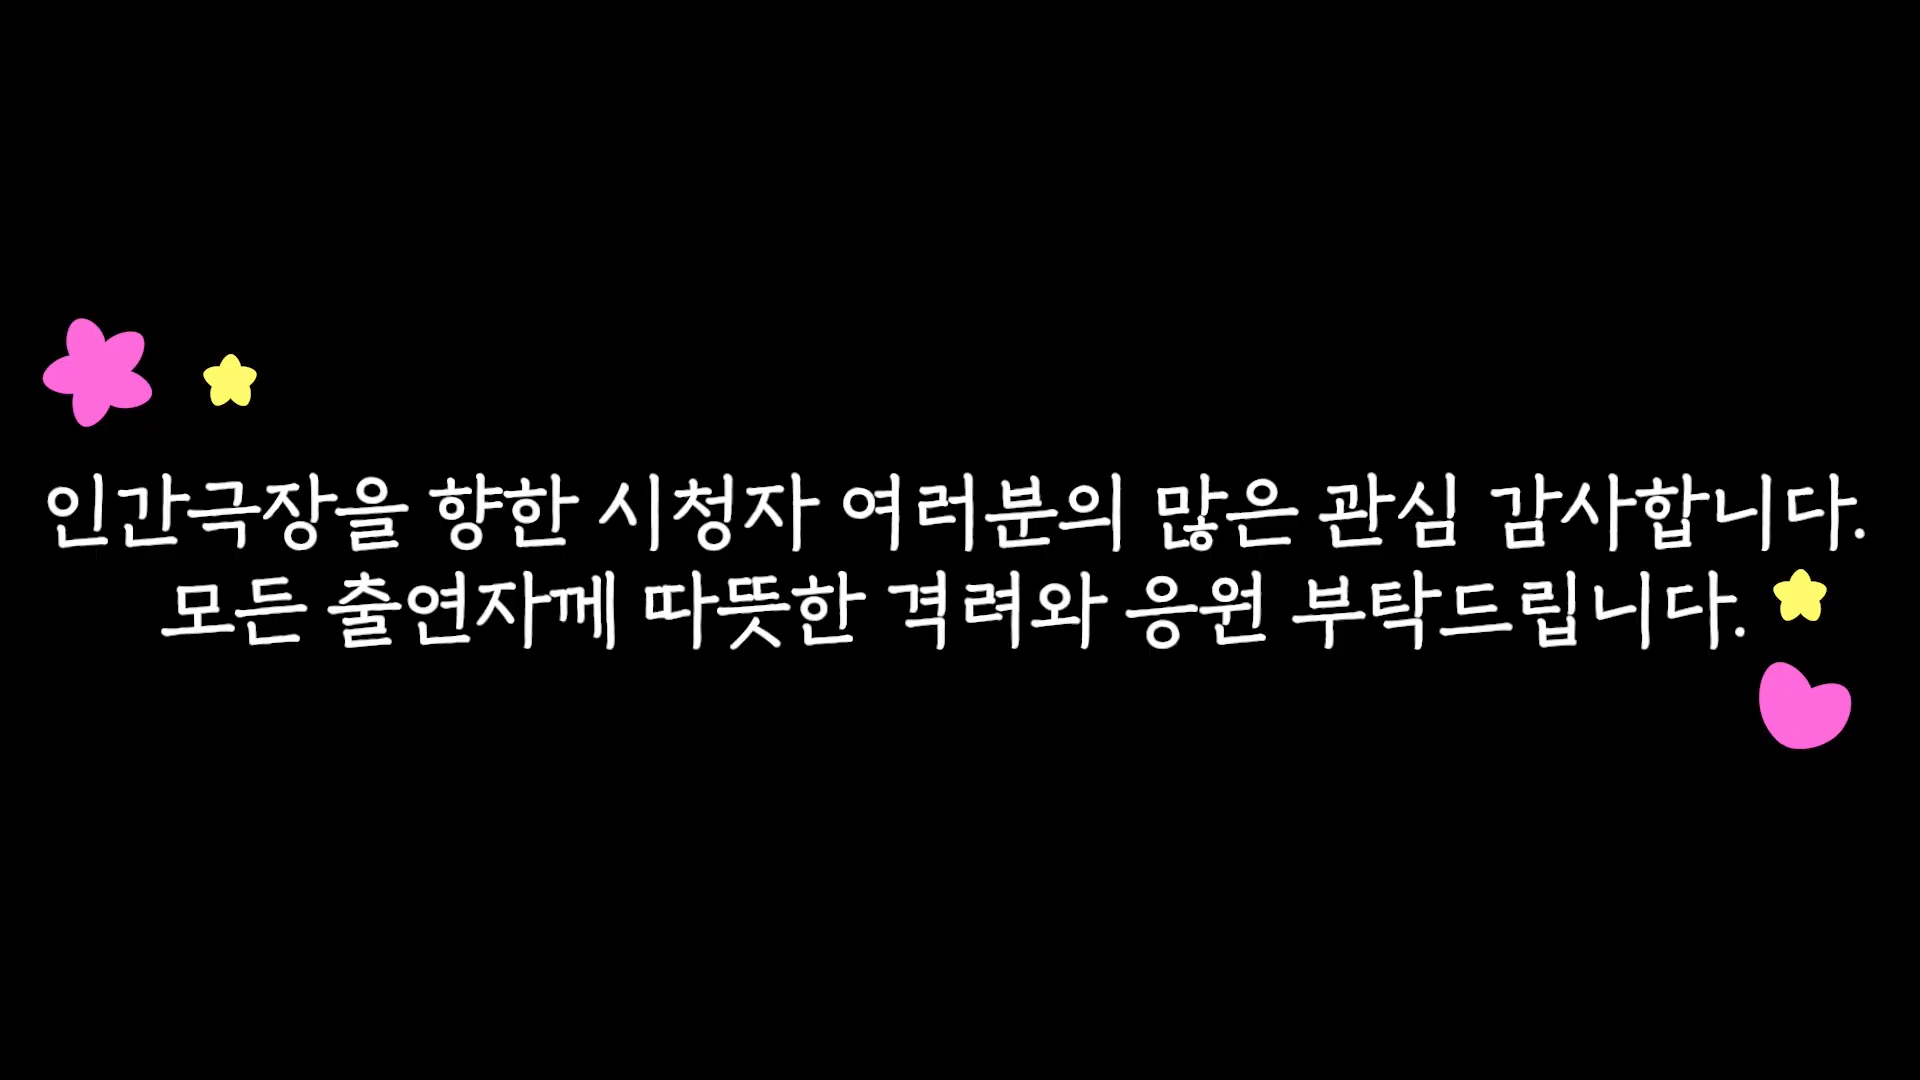 인간극장을 향한 시청자 여러분의 많은 관심 감사합니다.
모든 출연자께 따뜻한 격려와 응원 부탁드립니다.